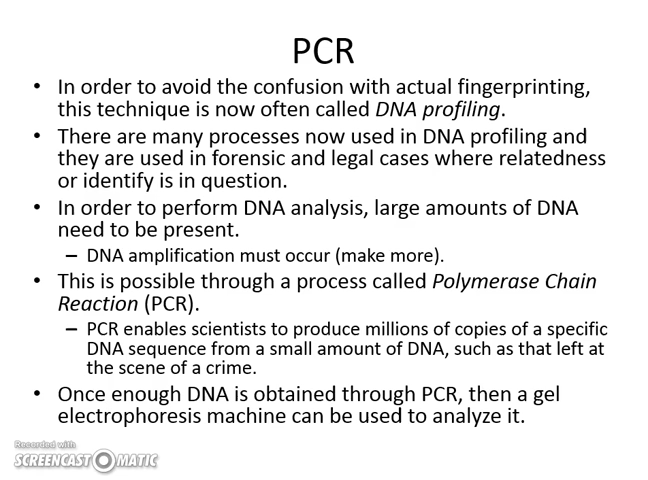 PCR
• In order to avoid the confusion with actual fingerprinting,
this technique is now often called DNA profiling.
• There are many processes now used in DNA profiling and
they are used in forensic and legal cases where relatedness
or identify is in question.
• In order to perform DNA analysis, large amounts of DNA
need to be present.
– DNA amplification must occur (make more).
• This is possible through a process called Polymerase Chain
Reaction (PCR).
– PCR enables scientists to produce millions of copies of a specific
DNA sequence from a small amount of DNA, such as that left at
the scene of a crime.
• Once enough DNA is obtained through PCR, then a gel
electrophoresis machine can be used to analyze it.
Recorded with
SCREENCAST-O-MATIC